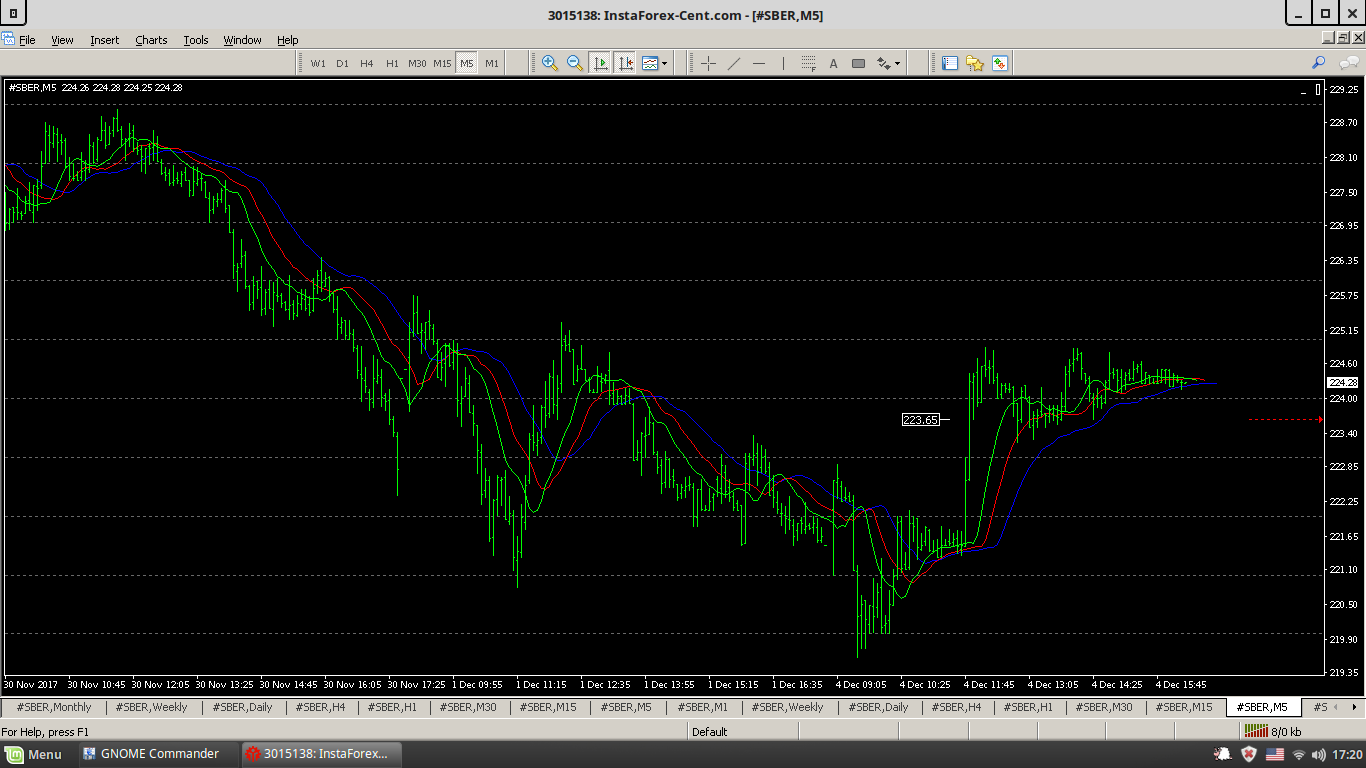 3015138: InstaForex-Cent.com - [#SBER,M5]
File View Insert Charts Tools Window Help
W1 D1 H4 H1 M30 M15 M5 M1
A
#SBER,M5 224.26 224.28 224.25 224.28
229.25
228.70
228.10
227.50
226.95
226.35
225.75
225.15
224.60
224.28
224.00
223.65
223.40
222.85
222.25
221.65
221.10
220.50
219.90
219.35
30 Nov 2017 30 Nov 10:45 30 Nov 12:05 30 Nov 13:25 30 Nov 14:45 30 Nov 16:05 30 Nov 17:25 1 Dec 09:55 1 Dec 11:15 1 Dec 12:35 1 Dec 13:55 1 Dec 15:15 1 Dec 16:35 4 Dec 09:05 4 Dec 10:25 4 Dec 11:45 4 Dec 13:05 4 Dec 14:25 4 Dec 15:45
#SBER,Monthly #SBER,Weekly #SBER,Daily #SBER,H4 #SBER,H1 #SBER,M30 #SBER,M15 #SBER,M5 #SBER,M1 #SBER,Weekly #SBER,Daily #SBER,H4 #SBER,H1 #SBER,M30 #SBER,M15 #SBER,M5 #S
For Help, press F1 Default 8/0 kb
Menu GNOME Commander 3015138: InstaForex... 17:20